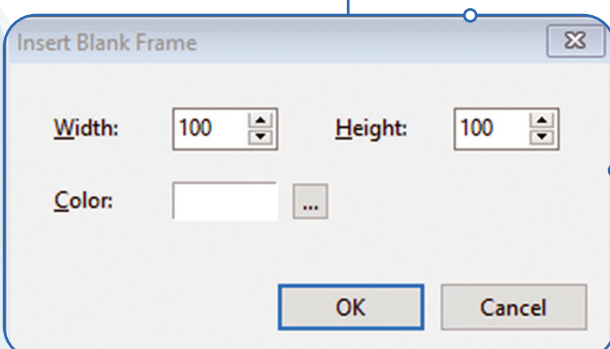 Insert Blank Frame
Width: 100 Height: 100
Color: ...
OK Cancel